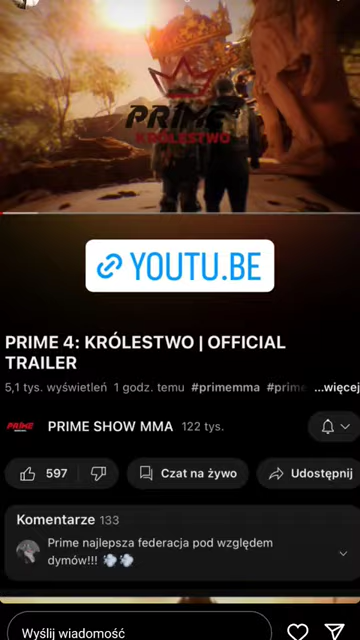 PRIME
KRÓLESTWO
YOUTU.BE
PRIME 4: KRÓLESTWO | OFFICIAL
TRAILER
5,1 tys. wyświetleń 1 godz. temu #primemma #prime ...więcej
PRIME
PRIME SHOW MMA 122 tys.
597
Czat na żywo
Udostępnij
Komentarze 133
Prime najlepsza federacja pod względem
dymów!!! 💨💨
Wyślij wiadomość